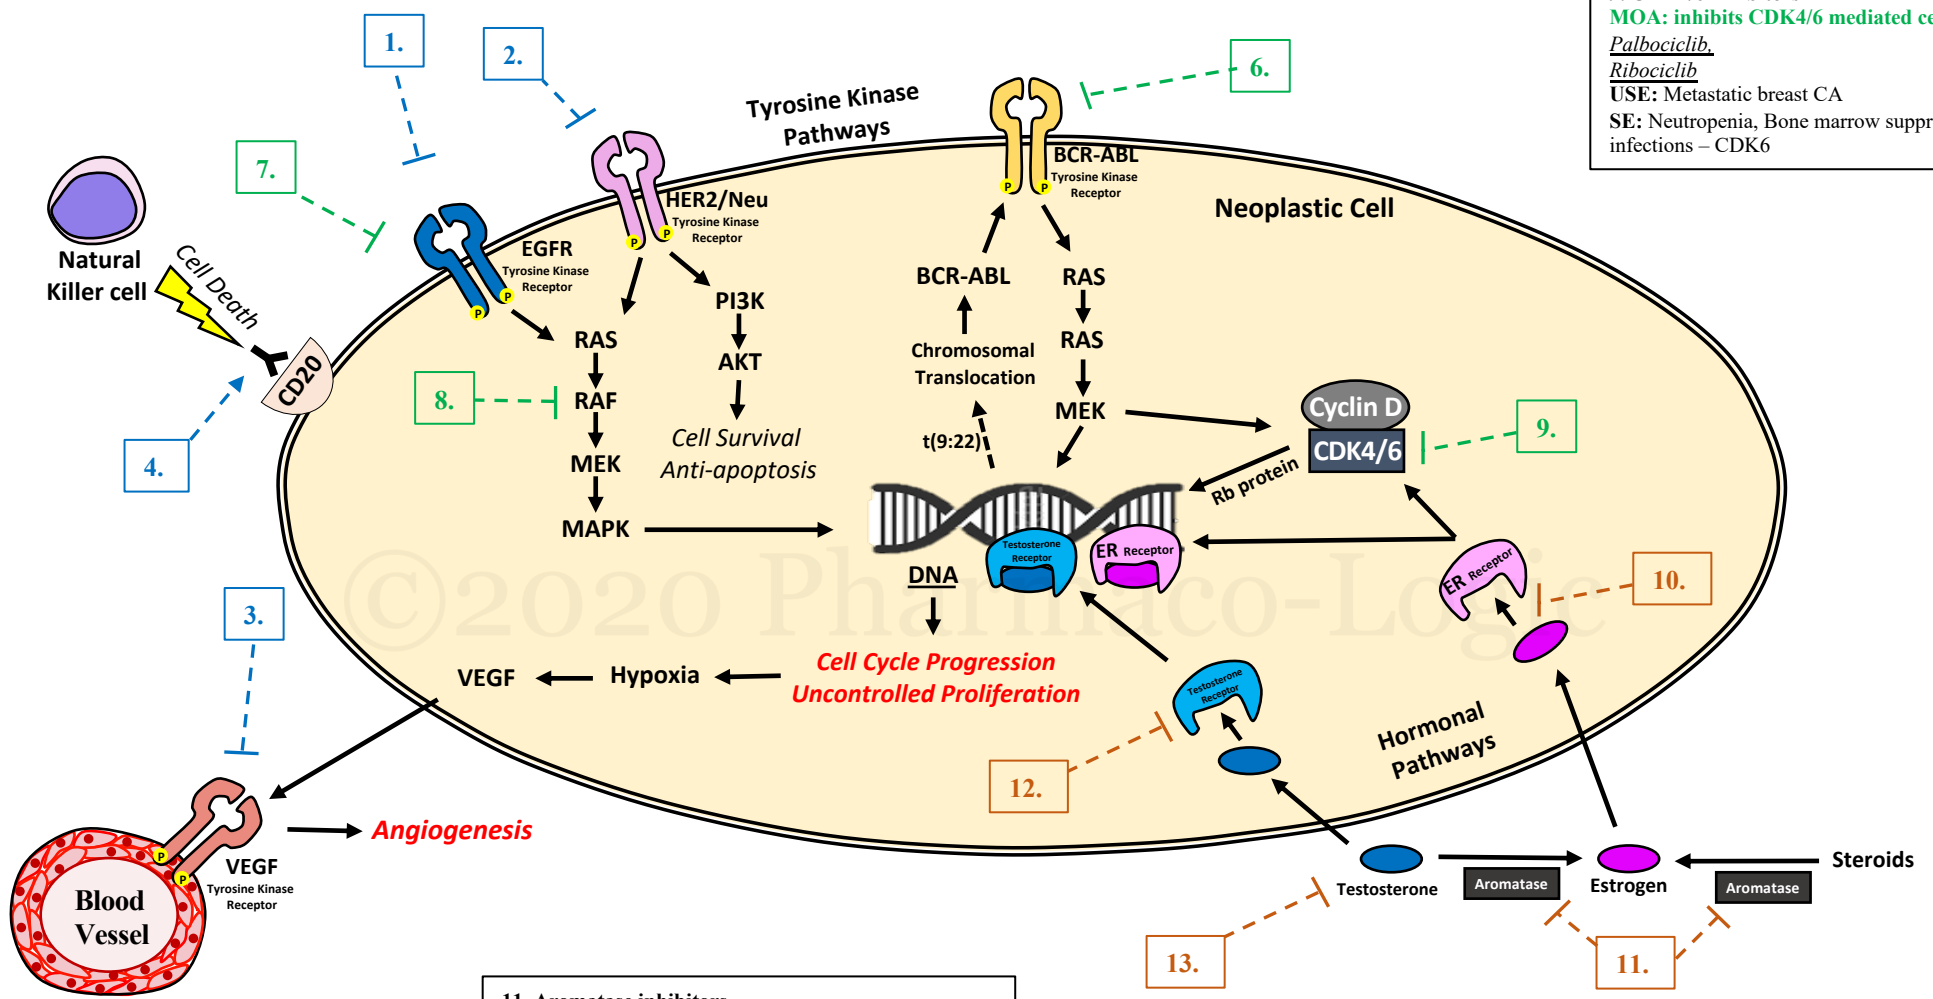 MOA: inhibits CDK4/6 mediated ce
Palbociclib,
Ribociclib
USE: Metastatic breast CA
SE: Neutropenia, Bone marrow suppr
infections – CDK6
1.
2.
6.
7.
Tyrosine Kinase
Pathways
Natural
Killer cell
Cell Death
CD20
4.
EGFR
Tyrosine Kinase
Receptor
HER2/Neu
Tyrosine Kinase
Receptor
BCR-ABL
Tyrosine Kinase
Receptor
P
P
P
P
P
P
Neoplastic Cell
RAS
RAF
MEK
MAPK
8.
PI3K
AKT
Cell Survival
Anti-apoptosis
BCR-ABL
Chromosomal
Translocation
t(9:22)
RAS
RAS
MEK
Cyclin D
CDK4/6
9.
Rb protein
Testosterone
Receptor
ER Receptor
DNA
ER Receptor
10.
©2020 Pharmaco-Logic
3.
VEGF
Hypoxia
Cell Cycle Progression
Uncontrolled Proliferation
Testosterone
Receptor
12.
Hormonal
Pathways
Angiogenesis
P
P
VEGF
Tyrosine Kinase
Receptor
Blood
Vessel
Testosterone
Aromatase
Estrogen
Aromatase
Steroids
13.
11.
11. Aromatase inhibitors